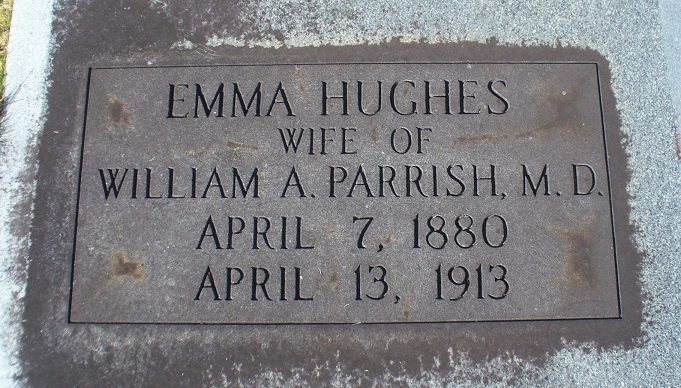 EMMA HUGHES
WIFE OF
WILLIAM A. PARRISH, M.D.
APRIL 7, 1880
APRIL 13, 1913